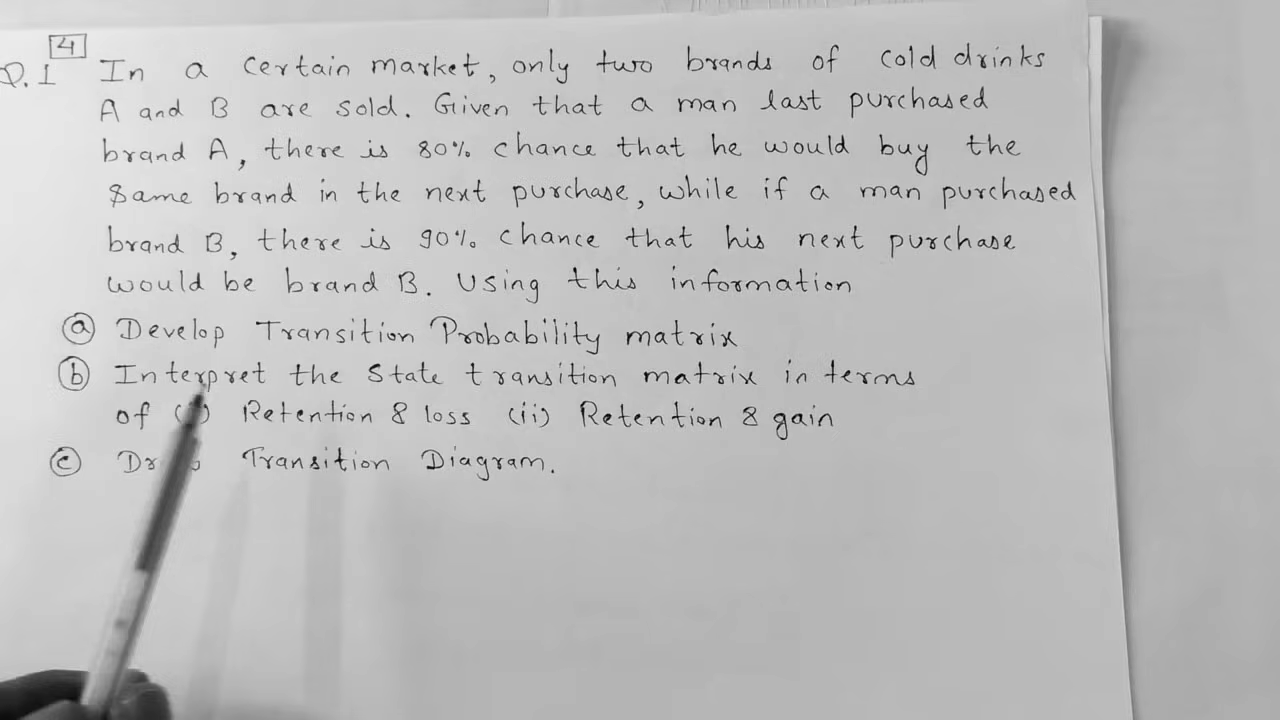 4
Q.1 In a certain market, only two brands of cold drinks
A and B are sold. Given that a man last purchased
brand A, there is 80% chance that he would buy the
same brand in the next purchase, while if a man purchased
brand B, there is 90% chance that his next purchase
would be brand B. Using this information
(a) Develop Transition Probability matrix
(b) Interpret the State transition matrix in terms
of (i) Retention & loss (ii) Retention & gain
(c) Transition Diagram.